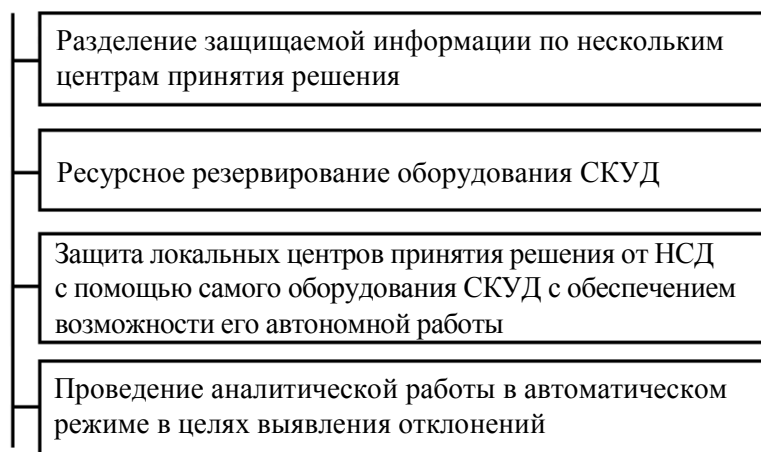 Разделение защищаемой информации по нескольким
центрам принятия решения
Ресурсное резервирование оборудования СКУД
Защита локальных центров принятия решения от НСД
с помощью самого оборудования СКУД с обеспечением
возможности его автономной работы
Проведение аналитической работы в автоматическом
режиме в целях выявления отклонений